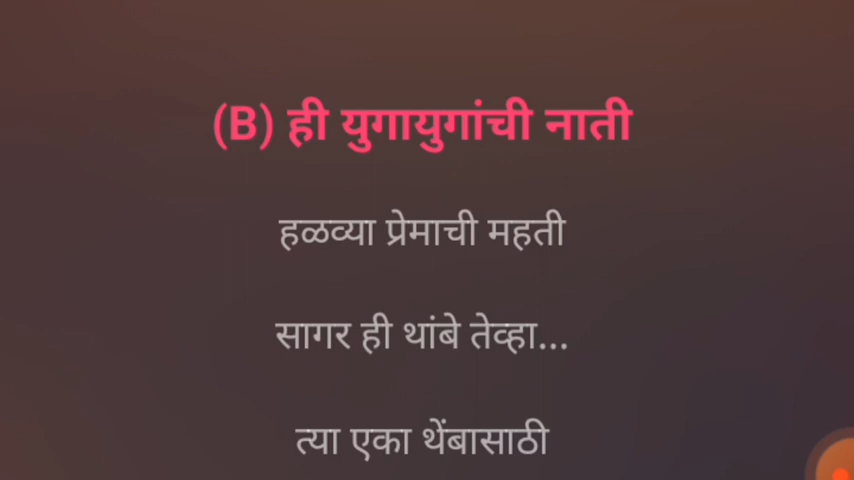 (B) ही युगायुगांची नाती
हळव्या प्रेमाची महती
सागर ही थांबे तेव्हा...
त्या एका थेंबासाठी